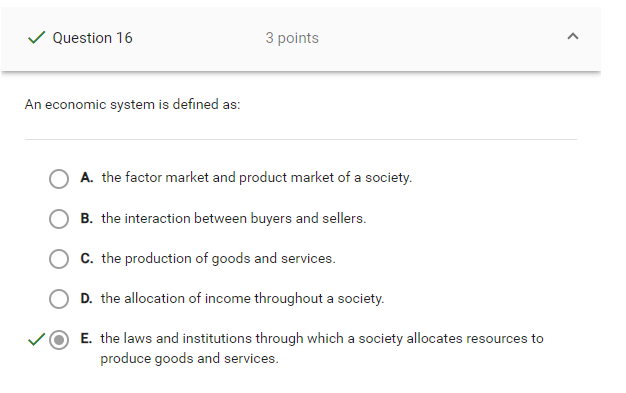 Question 16 3 points
An economic system is defined as:
A. the factor market and product market of a society.
B. the interaction between buyers and sellers.
C. the production of goods and services.
D. the allocation of income throughout a society.
E. the laws and institutions through which a society allocates resources to
produce goods and services.